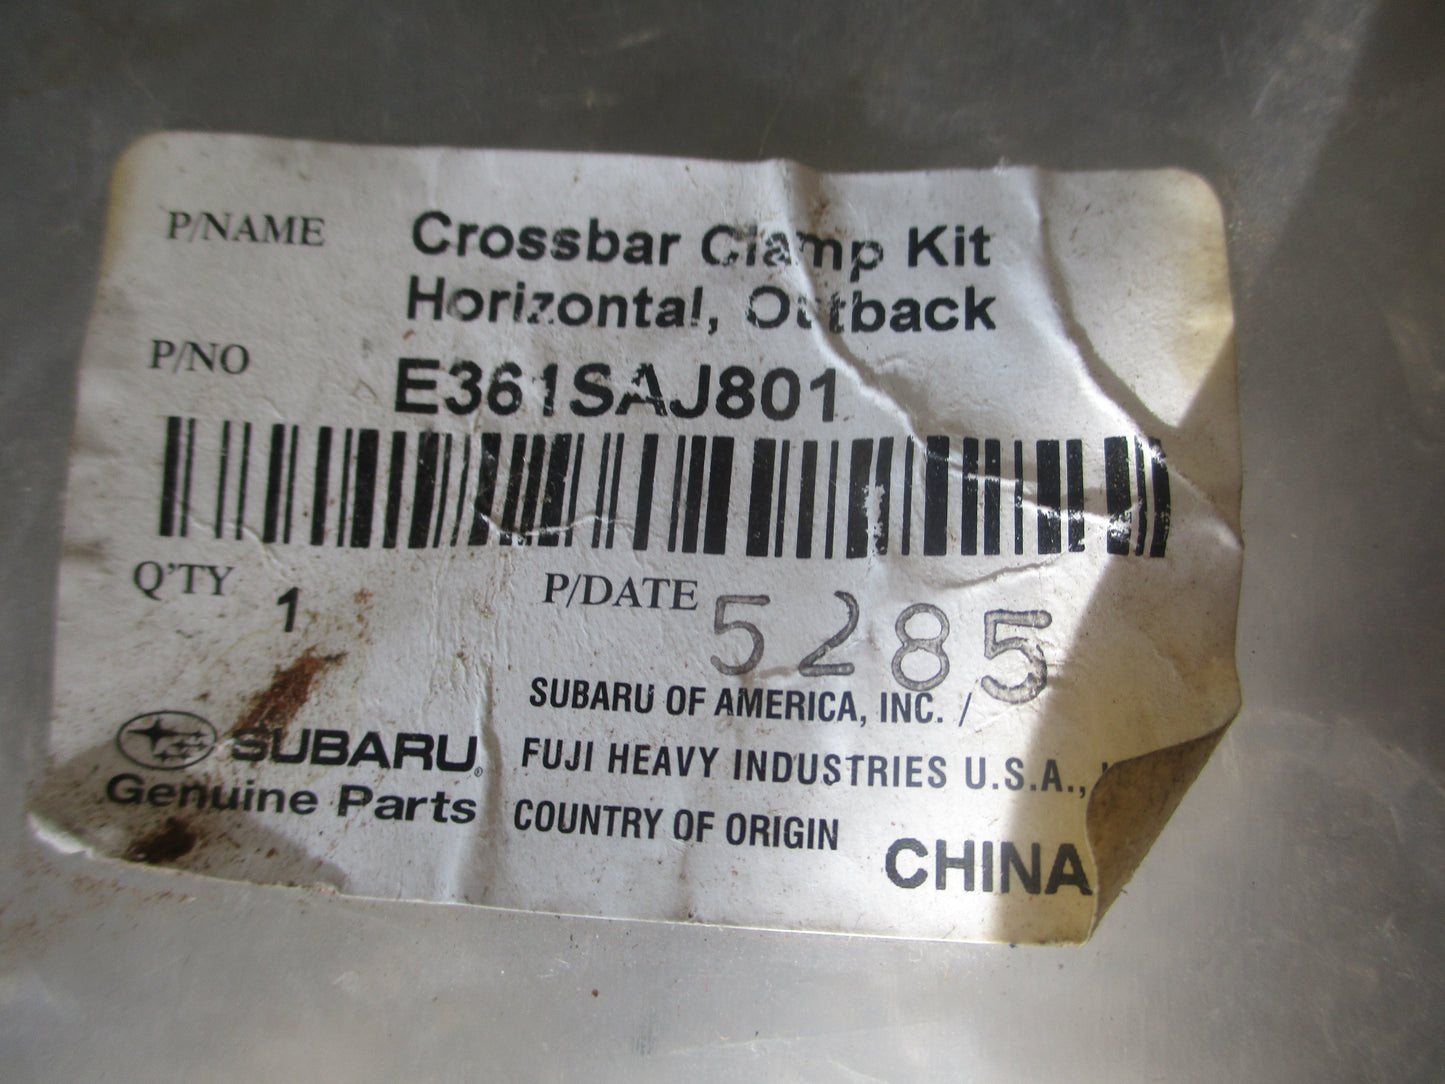 P/NAME Crossbar Clamp Kit
Horizontal, Outback
P/NO E361SAJ801
Q'TY 1 P/DATE 5285
SUBARU OF AMERICA, INC. /
SUBARU® FUJI HEAVY INDUSTRIES U.S.A.,
Genuine Parts COUNTRY OF ORIGIN
CHINA